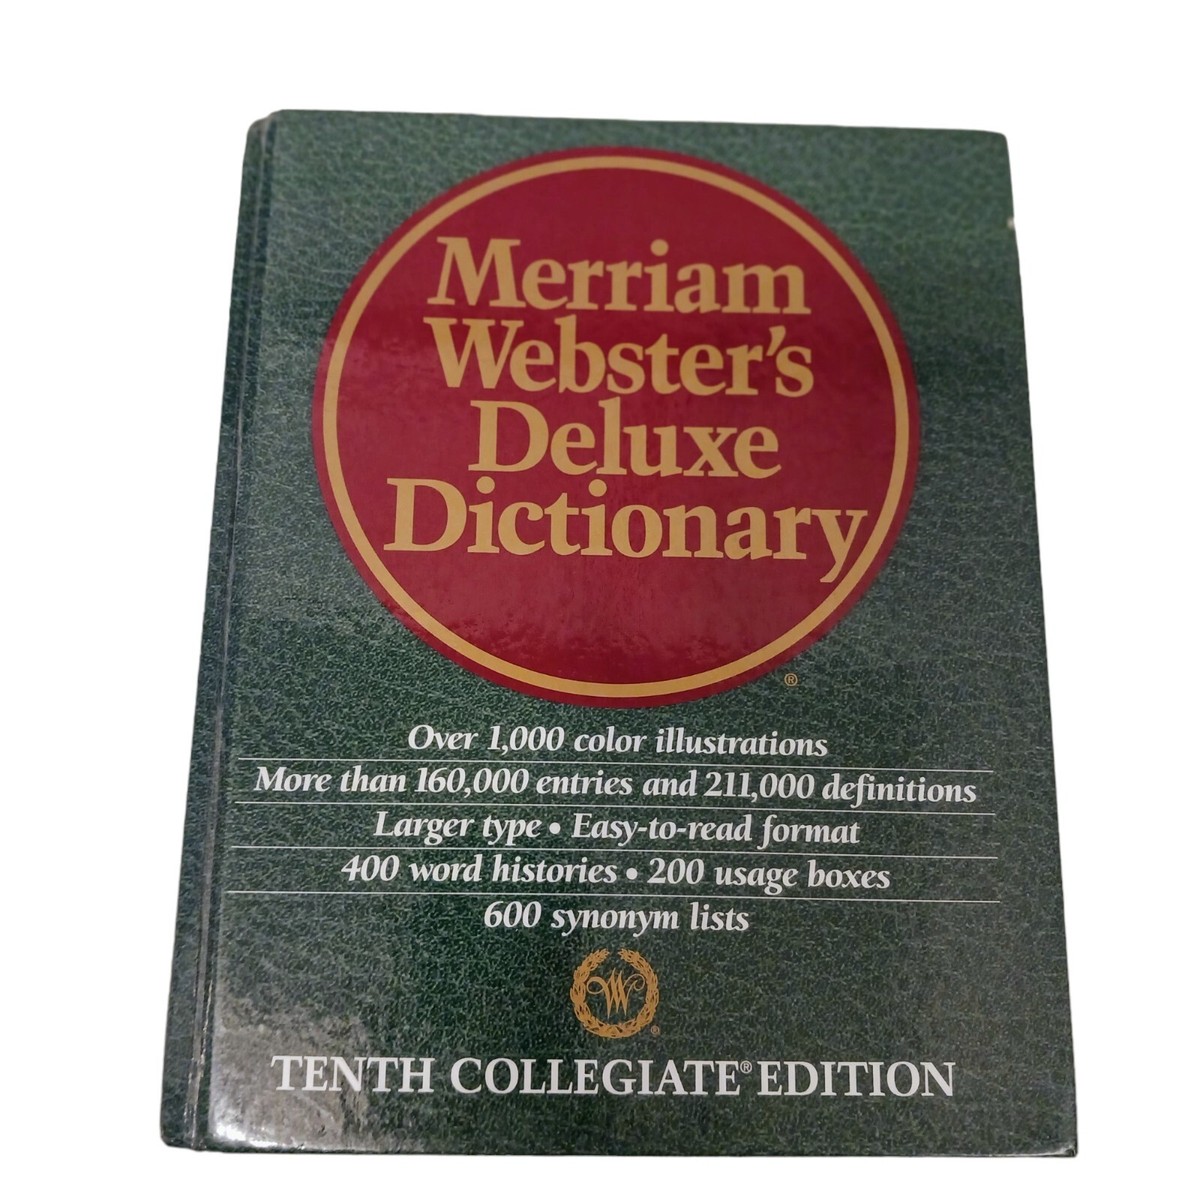 Merriam
Webster's
Deluxe
Dictionary
®
Over 1,000 color illustrations
More than 160,000 entries and 211,000 definitions
Larger type • Easy-to-read format
400 word histories • 200 usage boxes
600 synonym lists
W
®
TENTH COLLEGIATE® EDITION